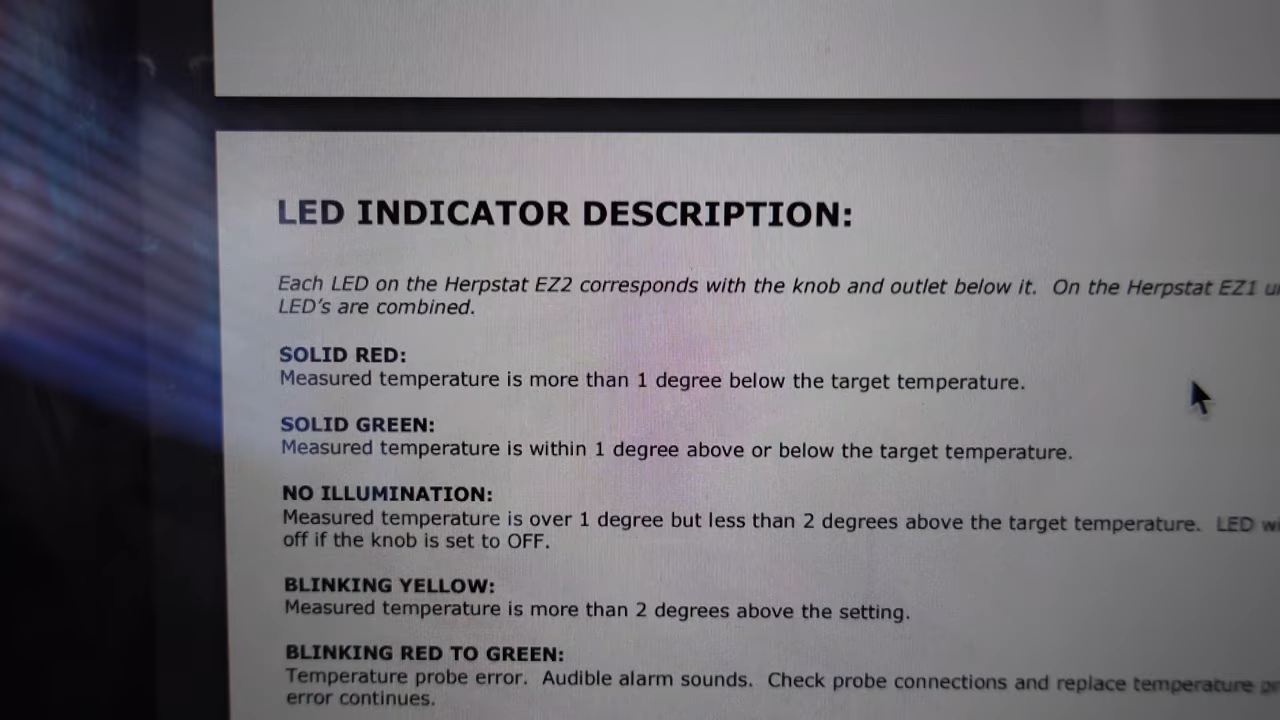 LED INDICATOR DESCRIPTION:
Each LED on the Herpstat EZ2 corresponds with the knob and outlet below it. On the Herpstat EZ1
LED's are combined.
SOLID RED:
Measured temperature is more than 1 degree below the target temperature.
SOLID GREEN:
Measured temperature is within 1 degree above or below the target temperature.
NO ILLUMINATION:
Measured temperature is over 1 degree but less than 2 degrees above the target temperature. LED
off if the knob is set to OFF.
BLINKING YELLOW:
Measured temperature is more than 2 degrees above the setting.
BLINKING RED TO GREEN:
Temperature probe error. Audible alarm sounds. Check probe connections and replace temperature
error continues.